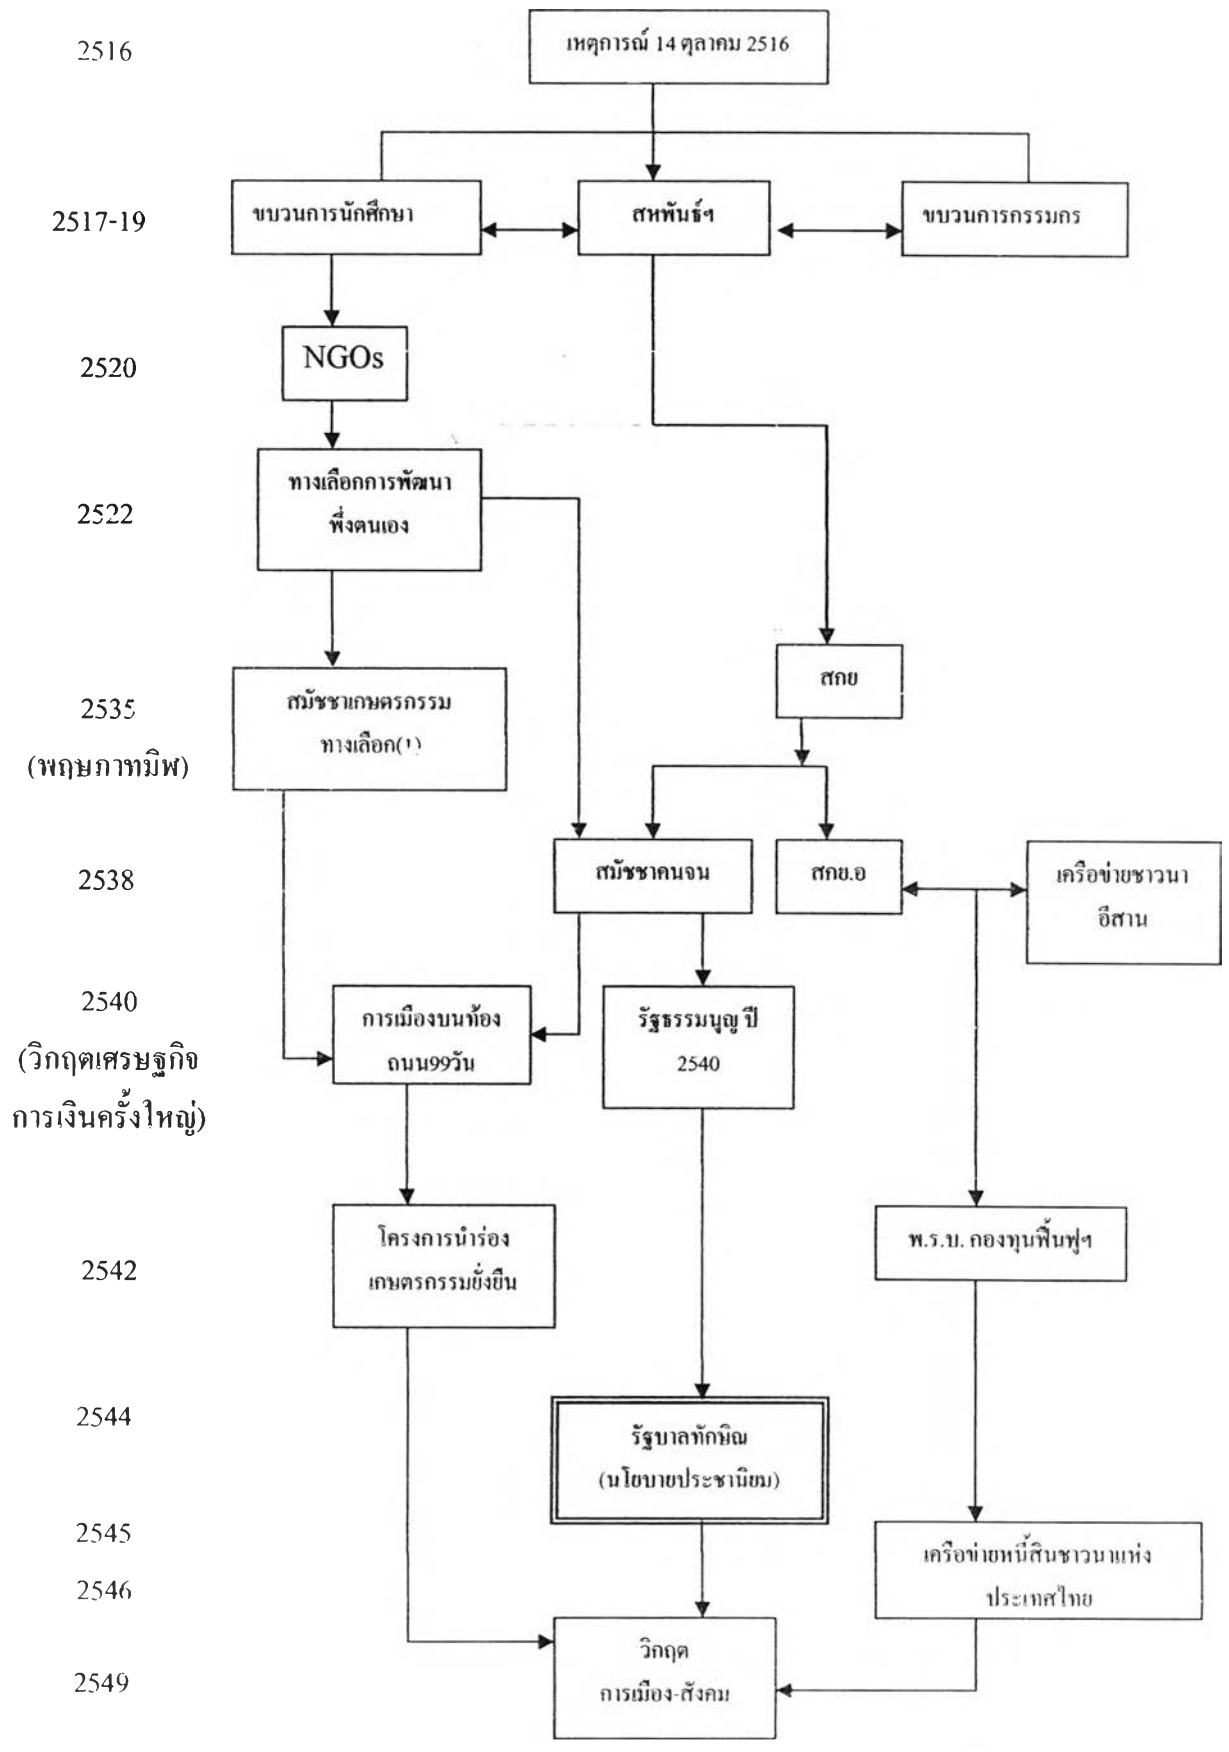 2516
เหตุการณ์ 14 ตุลาคม 2516
2517-19
ขบวนการนักศึกษา
สหพันธ์ฯ
ขบวนการกรรมกร
2520
NGOs
2522
ทางเลือกการพัฒนา
พึ่งตนเอง
สกย
2535
(พฤษภาทมิฬ)
สมัชชาเกษตรกรรม
ทางเลือก(1)
2538
สมัชชาคนจน
สกย.อ
เครือข่ายชาวนา
อีสาน
2540
(วิกฤตเศรษฐกิจ
การเงินครั้งใหญ่)
การเมืองบนท้อง
ถนน99วัน
รัฐธรรมนูญ ปี
2540
2542
โครงการนำร่อง
เกษตรกรรมยั่งยืน
พ.ร.บ. กองทุนฟื้นฟูฯ
2544
รัฐบาลทักษิณ
(นโยบายประชานิยม)
2545
2546
เครือข่ายหนี้สินชาวนาแห่ง
ประเทศไทย
2549
วิกฤต
การเมือง-สังคม